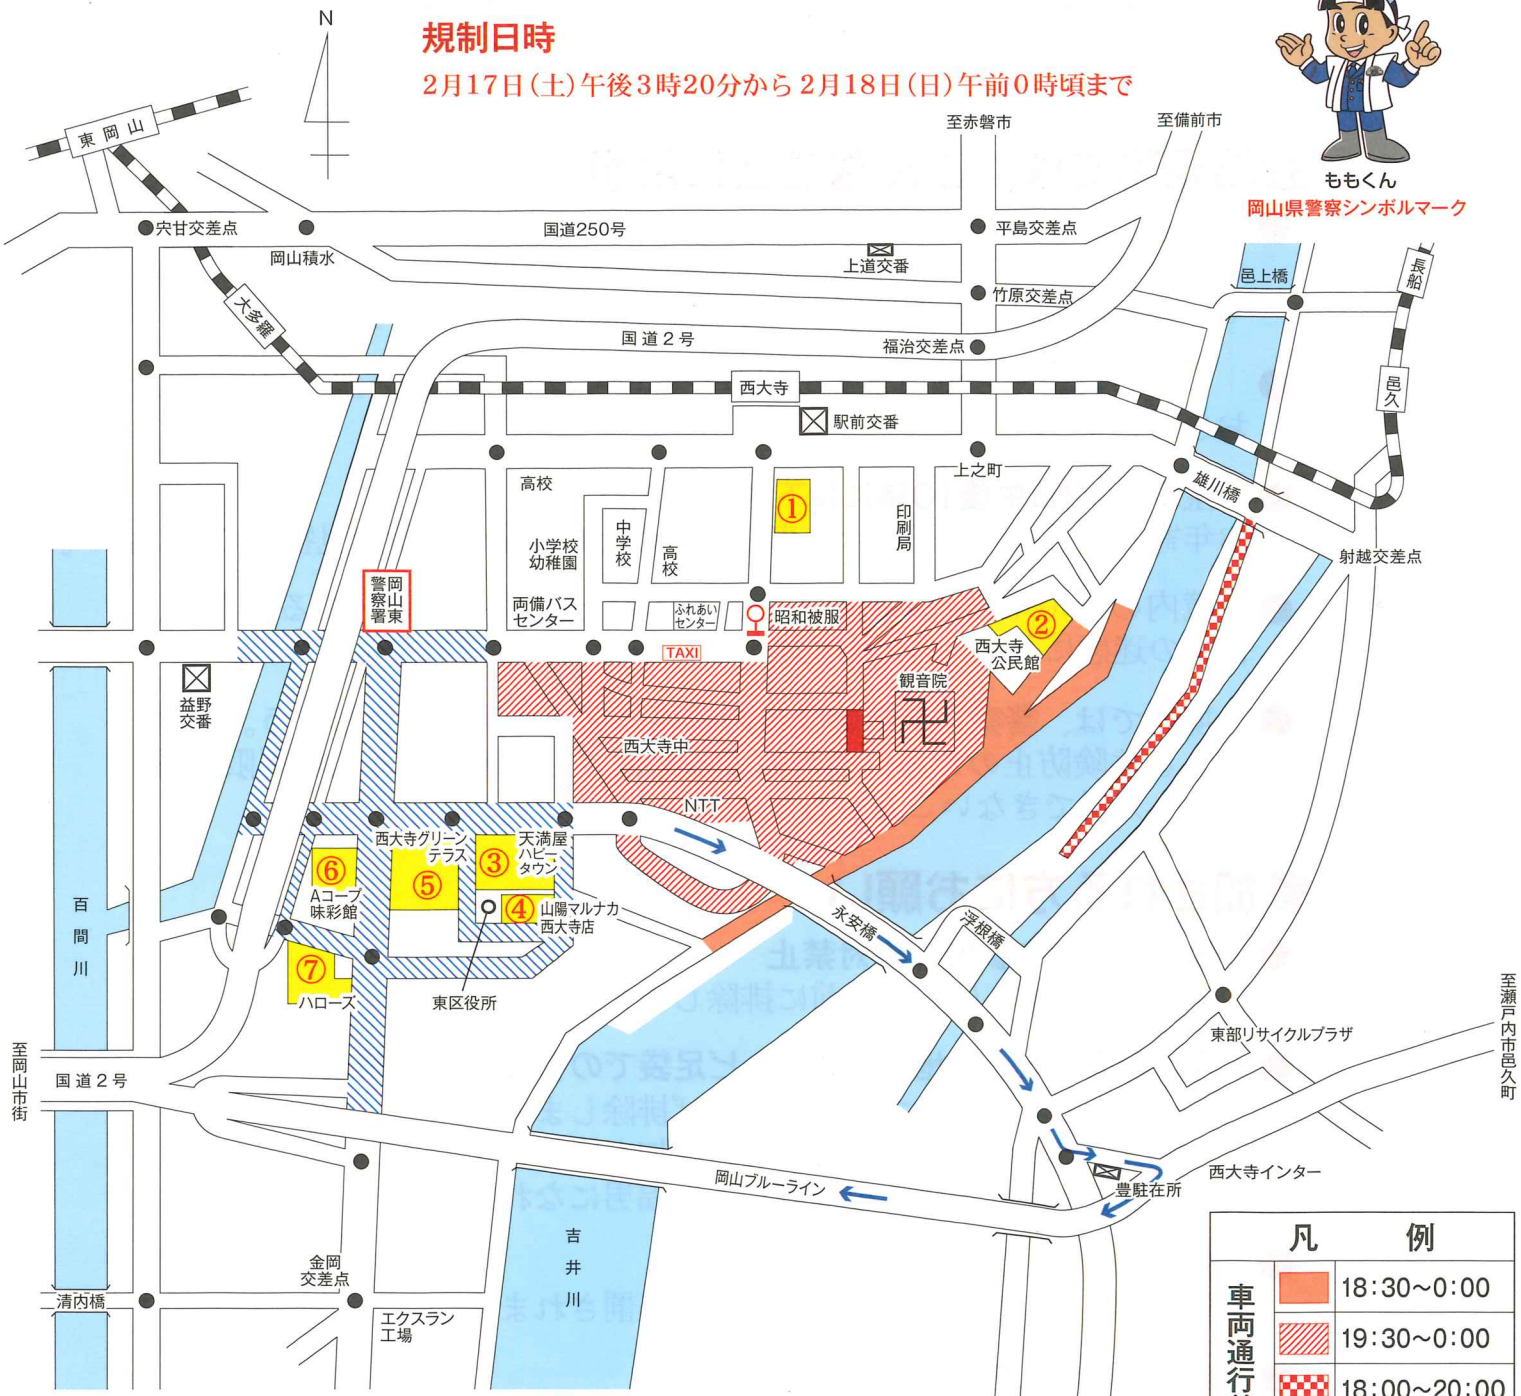 N
規制日時
2月17日(土)午後3時20分から2月18日(日)午前0時頃まで
ももくん
岡山県警察シンボルマーク
東岡山
至赤磐市
至備前市
宍甘交差点
岡山積水
国道250号
平島交差点
上道交番
竹原交差点
邑上橋
長船
大多羅
国道2号
福治交差点
西大寺
駅前交番
邑久
上之町
雄川橋
高校
①
印刷局
中学校
小学校
幼稚園
高校
射越交差点
岡山東
警察署
両備バス
センター
ふれあい
センター
昭和被服
②
西大寺
公民館
TAXI
益野
交番
観音院
西大寺中
NTT
西大寺グリーン
テラス
天満屋
ハピー
タウン
③
⑥
Aコープ
味彩館
⑤
④
山陽マルナカ
西大寺店
百間川
永安橋
浮根橋
⑦
ハローズ
東区役所
東部リサイクルプラザ
至瀬戸内市邑久町
至岡山市街
国道2号
岡山ブルーライン
西大寺インター
豊駐在所
吉井川
金岡
交差点
清内橋
エクスラン
工場
凡例
車両通行
18:30~0:00
19:30~0:00
18:00~20:00